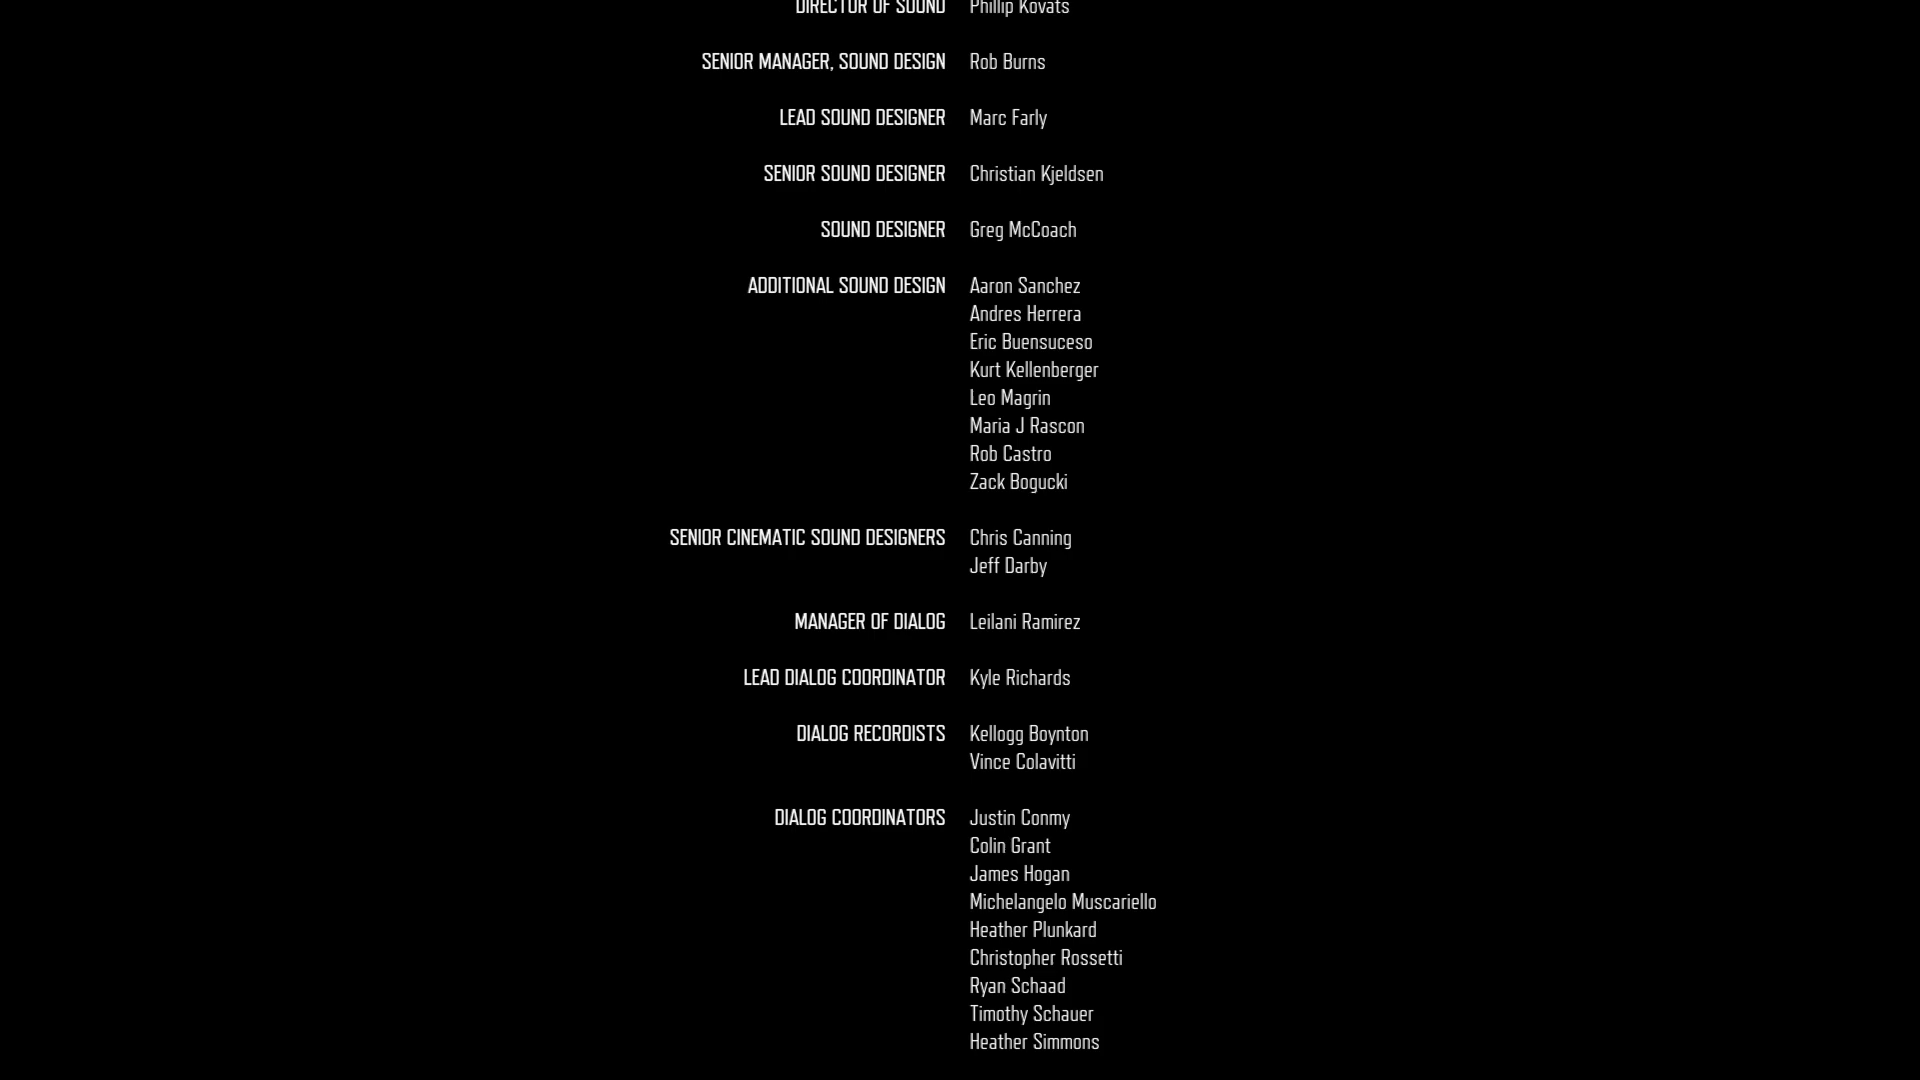 DIRECTOR OF SOUND Phillip Kovats
SENIOR MANAGER, SOUND DESIGN Rob Burns
LEAD SOUND DESIGNER Marc Farly
SENIOR SOUND DESIGNER Christian Kjeldsen
SOUND DESIGNER Greg McCoach
ADDITIONAL SOUND DESIGN Aaron Sanchez
Andres Herrera
Eric Buensuceso
Kurt Kellenberger
Leo Magrin
Maria J Rascon
Rob Castro
Zack Bogucki
SENIOR CINEMATIC SOUND DESIGNERS Chris Canning
Jeff Darby
MANAGER OF DIALOG Leilani Ramirez
LEAD DIALOG COORDINATOR Kyle Richards
DIALOG RECORDISTS Kellogg Boynton
Vince Colavitti
DIALOG COORDINATORS Justin Conmy
Colin Grant
James Hogan
Michelangelo Muscariello
Heather Plunkard
Christopher Rossetti
Ryan Schaad
Timothy Schauer
Heather Simmons